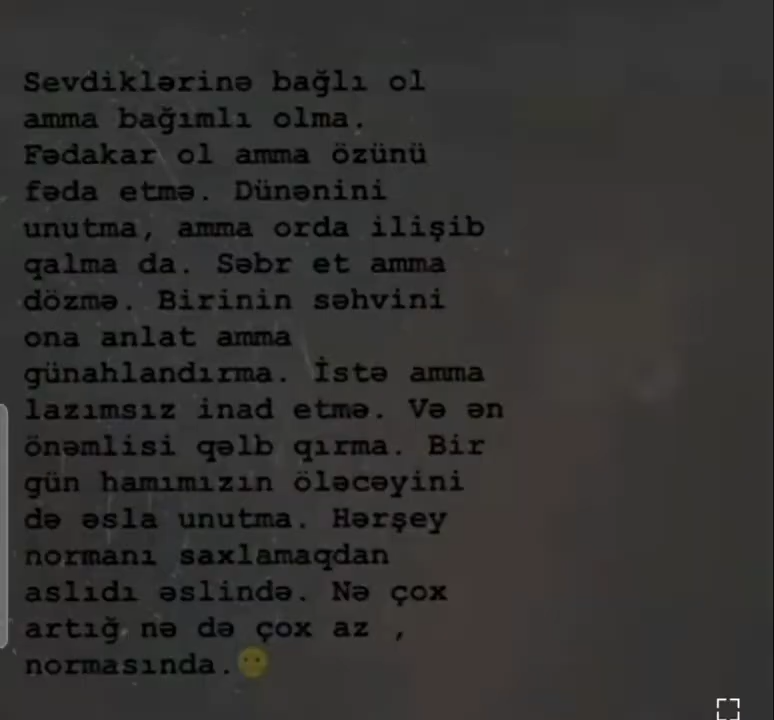 Sevdiklərinə bağlı ol
amma bağımlı olma.
Fədakar ol amma özünü
fəda etmə. Dünənini
unutma, amma orda ilişib
qalma da. Səbr et amma
dözmə. Birinin səhvini
ona anlat amma
günahlandırma. İstə amma
lazımsız inad etmə. Və ən
önəmlisi qəlb qırma. Bir
gün hamımızın öləcəyini
də əsla unutma. Hərşey
normanı saxlamaqdan
aslıdı əslində. Nə çox
artığ nə də çox az ,
normasında.😶